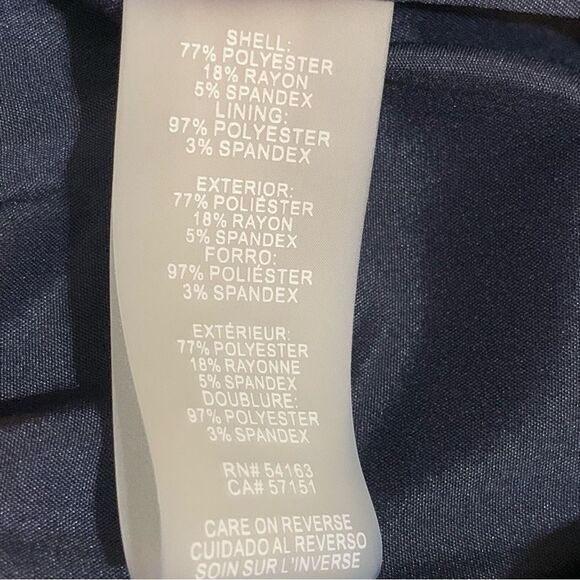 SHELL:
77% POLYESTER
18% RAYON
5% SPANDEX
LINING:
97% POLYESTER
3% SPANDEX
EXTERIOR:
77% POLIÉSTER
18% RAYON
5% SPANDEX
FORRO:
97% POLIÉSTER
3% SPANDEX
EXTÉRIEUR:
77% POLYESTER
18% RAYONNE
5% SPANDEX
DOUBLURE:
97% POLYESTER
3% SPANDEX
RN# 54163
CA# 57151
CARE ON REVERSE
CUIDADO AL REVERSO
SOIN SUR L'INVERSE